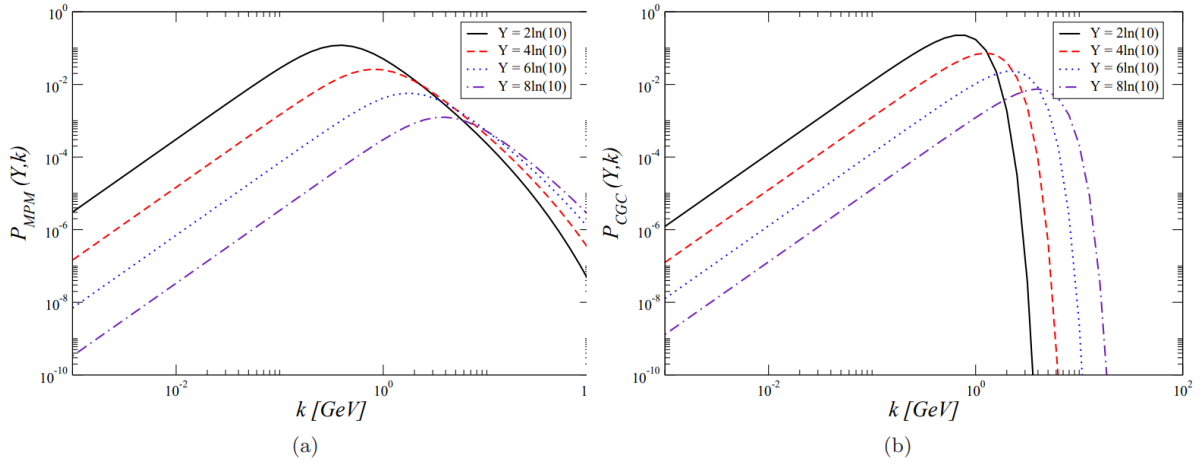 10^0
10^-2
10^-4
10^-6
10^-8
10^-10
P_MPM (Y,k)
10^-2
10^0
1
k [GeV]
Y = 2ln(10)
Y = 4ln(10)
Y = 6ln(10)
Y = 8ln(10)
(a)
10^0
10^-2
10^-4
10^-6
10^-8
10^-10
P_CGC (Y,k)
10^-2
10^0
10^2
k [GeV]
Y = 2ln(10)
Y = 4ln(10)
Y = 6ln(10)
Y = 8ln(10)
(b)